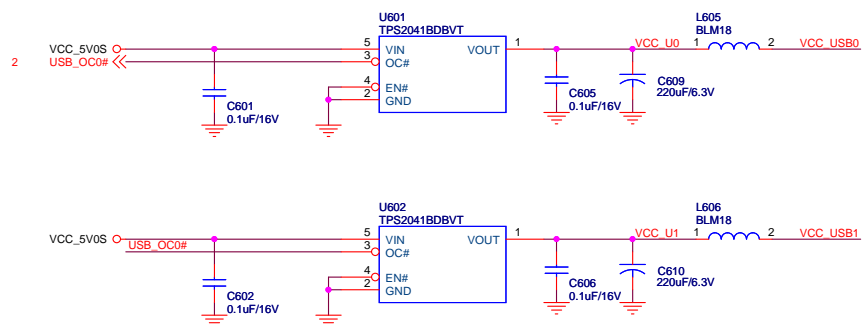 U601
TPS2041BDBVT
L605
BLM18
VCC_5V0S
5
VIN
VOUT
1
VCC_U0
1
2
VCC_USB0
2
USB_OC0#
3
OC#
4
EN#
2
GND
C601
0.1uF/16V
C605
0.1uF/16V
C609
220uF/6.3V
U602
TPS2041BDBVT
L606
BLM18
VCC_5V0S
5
VIN
VOUT
1
VCC_U1
1
2
VCC_USB1
USB_OC0#
3
OC#
4
EN#
2
GND
C602
0.1uF/16V
C606
0.1uF/16V
C610
220uF/6.3V